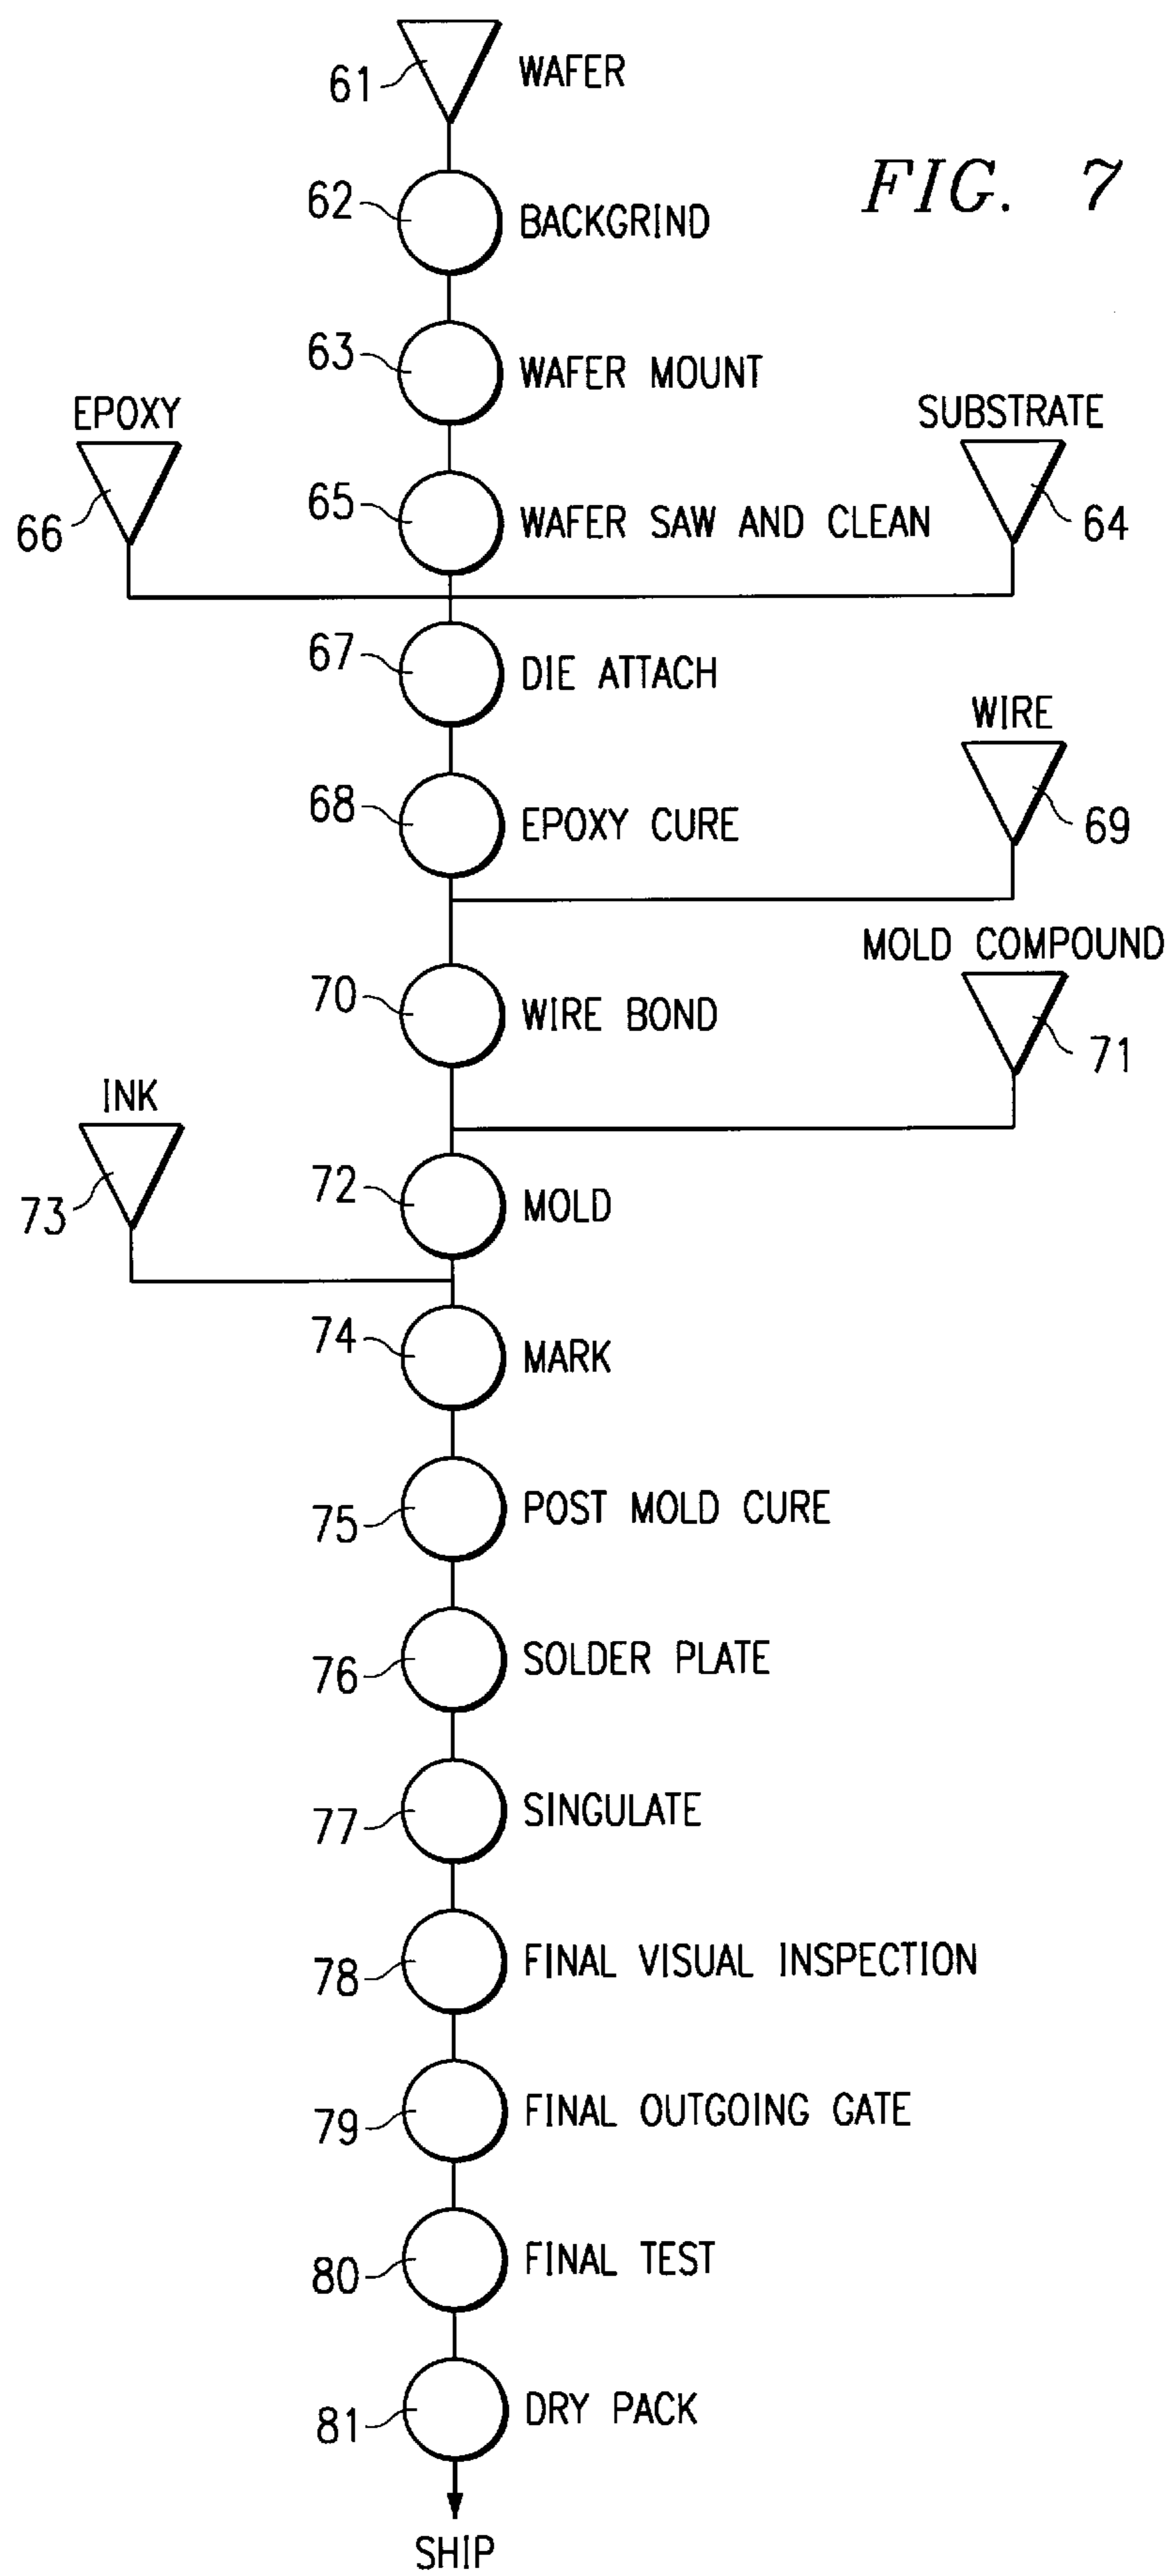 61 WAFER
FIG. 7
62 BACKGRIND
63 WAFER MOUNT
EPOXY
SUBSTRATE
66
65 WAFER SAW AND CLEAN
64
67 DIE ATTACH
WIRE
68 EPOXY CURE
69
MOLD COMPOUND
70 WIRE BOND
71
INK
73
72 MOLD
74 MARK
75 POST MOLD CURE
76 SOLDER PLATE
77 SINGULATE
78 FINAL VISUAL INSPECTION
79 FINAL OUTGOING GATE
80 FINAL TEST
81 DRY PACK
SHIP